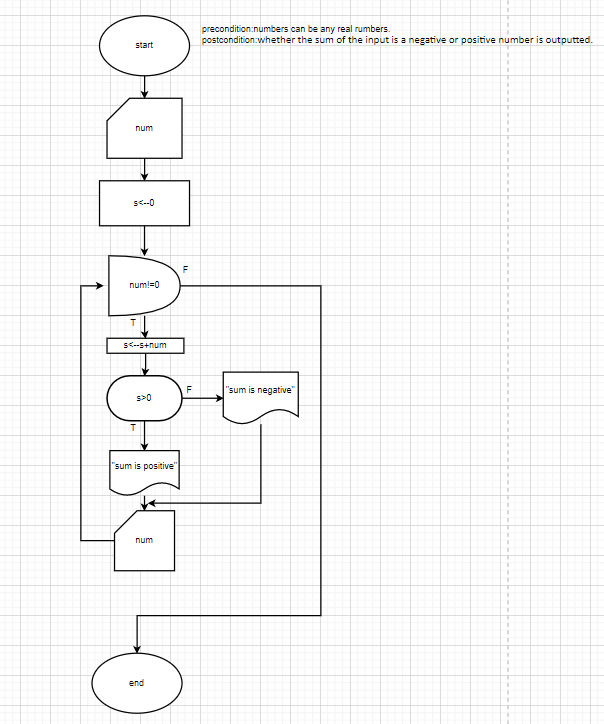 start
precondition:numbers can be any real rumbers.
postcondition:whether the sum of the input is a negative or positive number is outputted.
num
s<--0
F
num!=0
T
s<--s+num
s>0
F
"sum is negative"
T
"sum is positive"
num
end